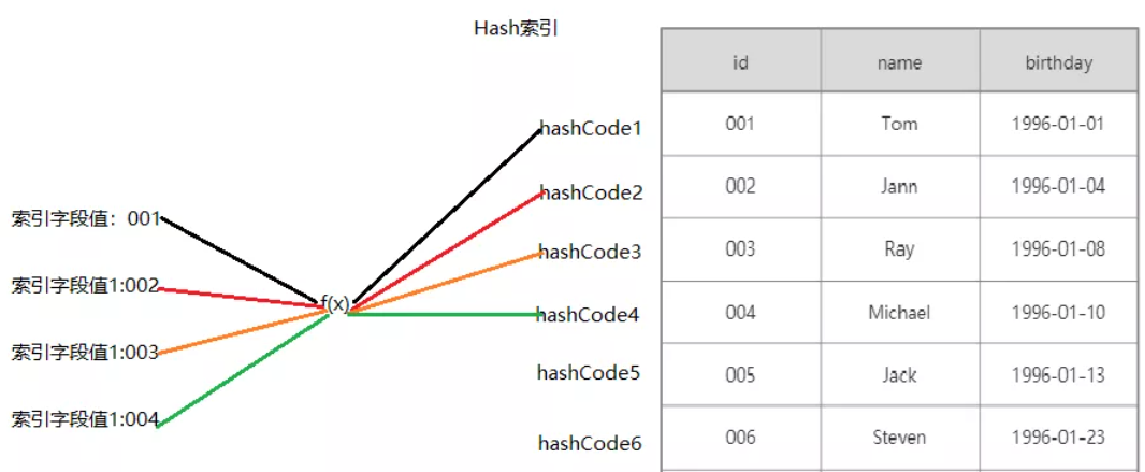 Hash索引
索引字段值：001
索引字段值1:002
索引字段值1:003
索引字段值1:004
f(x)
hashCode1
hashCode2
hashCode3
hashCode4
hashCode5
hashCode6
id name birthday
001 Tom 1996-01-01
002 Jann 1996-01-04
003 Ray 1996-01-08
004 Michael 1996-01-10
005 Jack 1996-01-13
006 Steven 1996-01-23